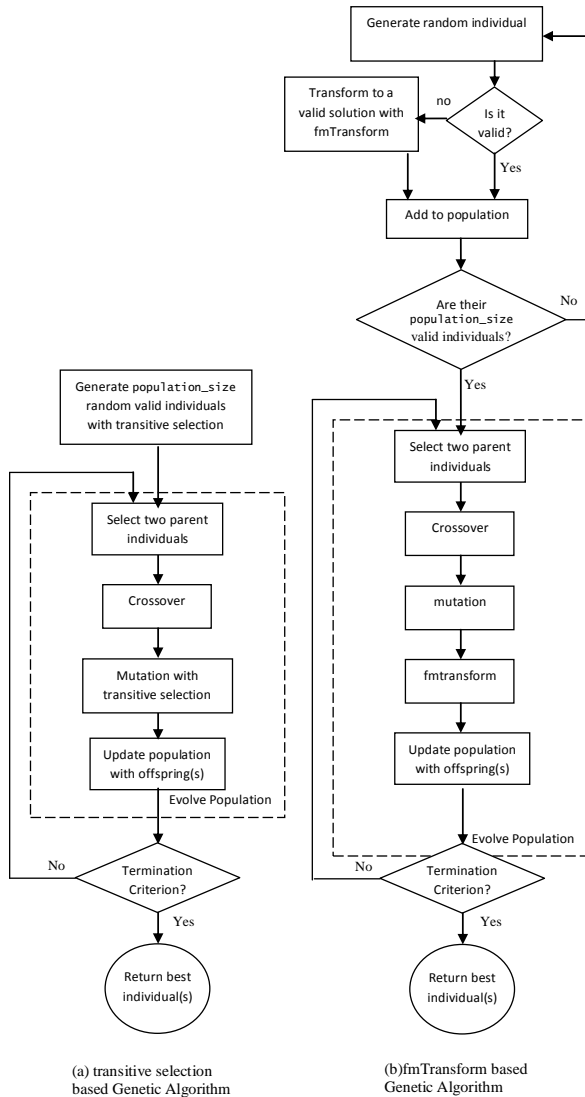 Generate random individual
Transform to a
valid solution with
fmTransform
no
Is it
valid?
Yes
Add to population
Are their
population_size
valid individuals?
No
Yes
Select two parent
individuals
Crossover
mutation
fmtransform
Update population
with offspring(s)
Evolve Population
No
Termination
Criterion?
Yes
Return best
individual(s)
(b)fmTransform based
Genetic Algorithm
Generate population_size
random valid individuals
with transitive selection
Select two parent
individuals
Crossover
Mutation with
transitive selection
Update population
with offspring(s)
Evolve Population
No
Termination
Criterion?
Yes
Return best
individual(s)
(a) transitive selection
based Genetic Algorithm